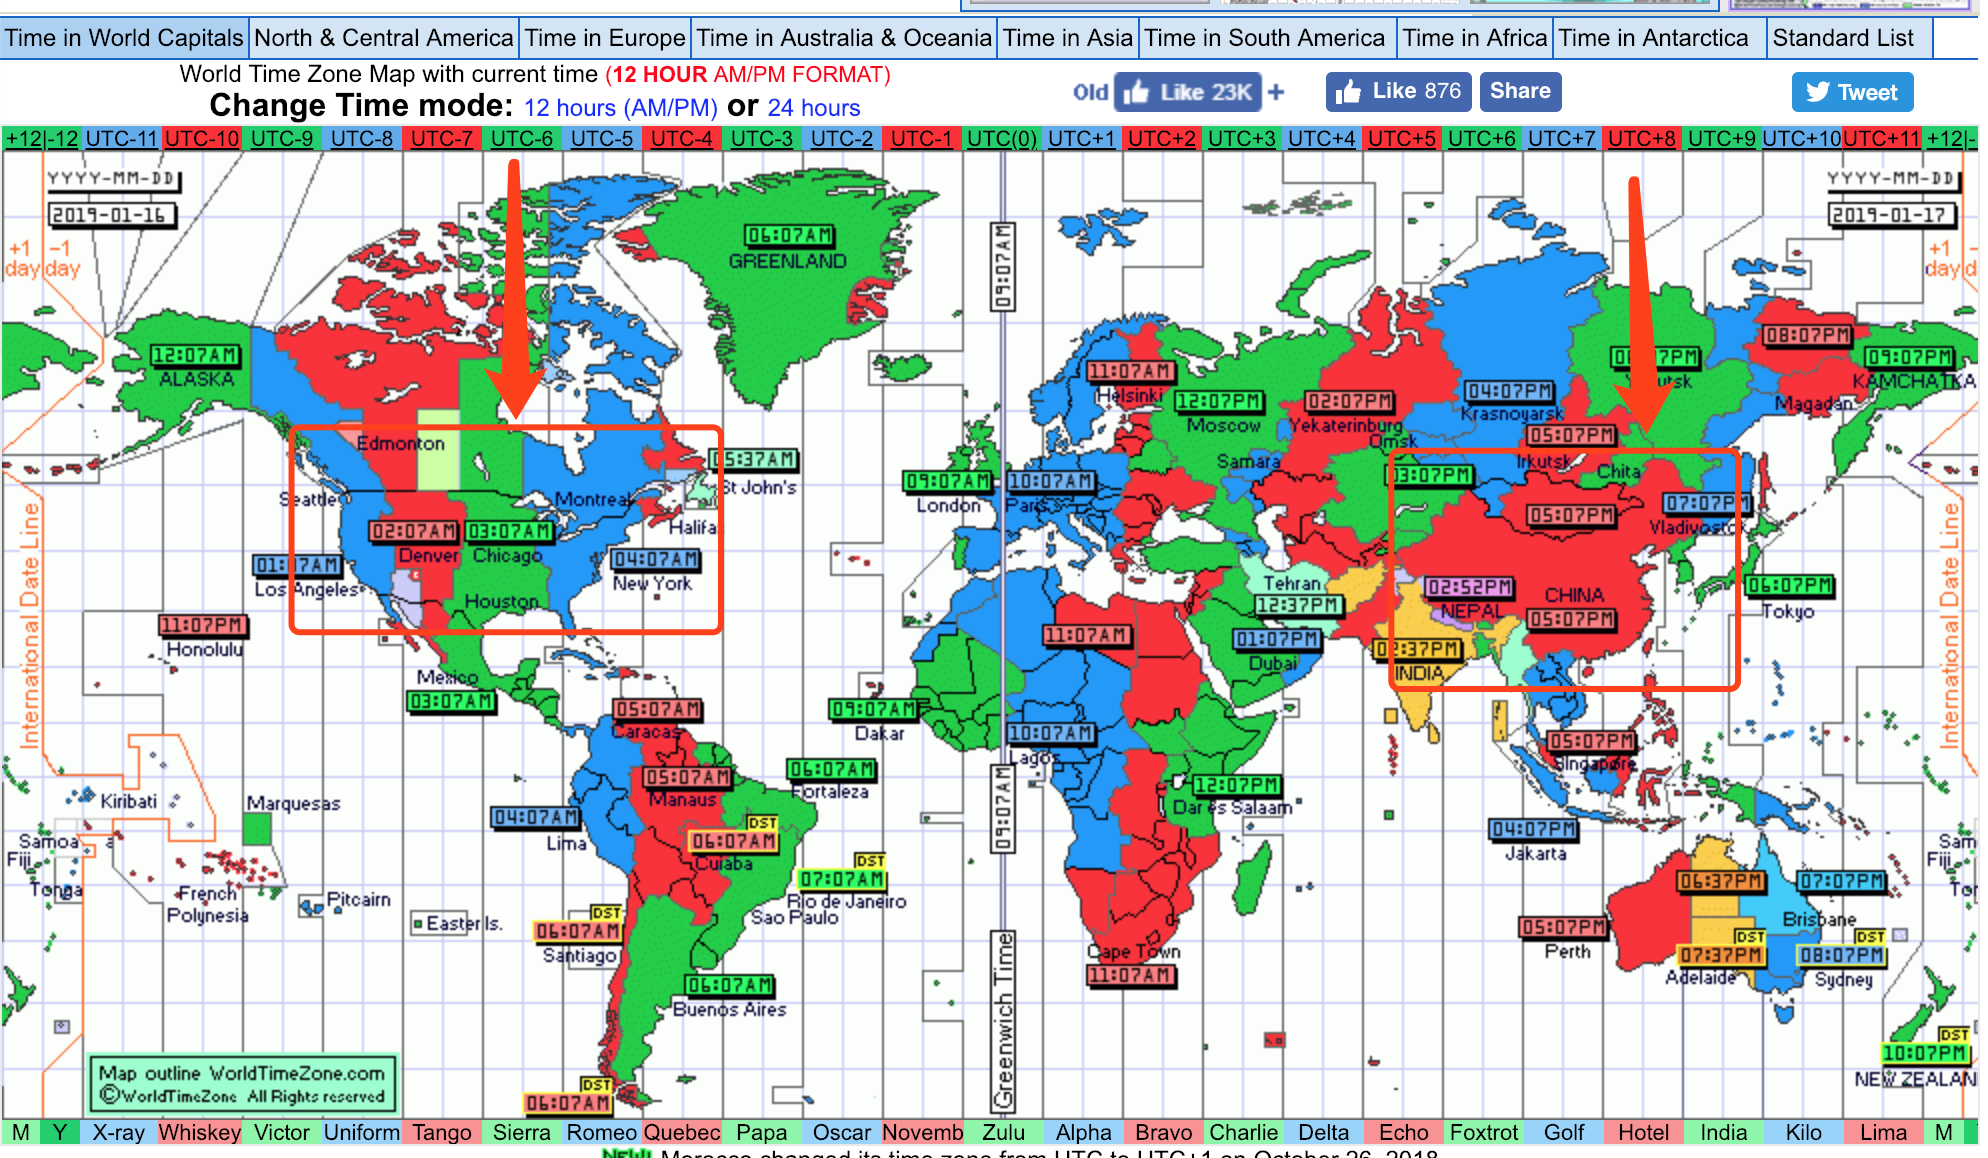 Time in World Capitals North & Central America Time in Europe Time in Australia & Oceania Time in Asia Time in South America Time in Africa Time in Antarctica Standard List
World Time Zone Map with current time (12 HOUR AM/PM FORMAT)
Change Time mode: 12 hours (AM/PM) or 24 hours
Old Like 23K + Like 876 Share Tweet
+12|-12 UTC-11 UTC-10 UTC-9 UTC-8 UTC-7 UTC-6 UTC-5 UTC-4 UTC-3 UTC-2 UTC-1 UTC(0) UTC+1 UTC+2 UTC+3 UTC+4 UTC+5 UTC+6 UTC+7 UTC+8 UTC+9 UTC+10 UTC+11 +12|-
YYYY-MM-DD YYYY-MM-DD
2019-01-16 2019-01-17
+1 day -1 day
+1 day
06:07AM
GREENLAND
09:07AM
12:07AM
ALASKA
11:07AM
Helsinki
12:07PM
Moscow
02:07PM
Yekaterinburg
Omsk
04:07PM
Krasnoyarsk
08:07PM
09:07PM
KAMCHATKA
Magadan
05:07PM
Irkutsk
Chita
Samara
03:07PM
Edmonton
Seattle
Montreal
05:37AM
St John's
Halifa
09:07AM
London
10:07AM
Paris
05:07PM
07:07PM
Vladivostok
02:07AM
Denver
03:07AM
Chicago
04:07AM
New York
Los Angeles
Houston
Tehran
12:37PM
02:52PM
NEPAL
CHINA
05:07PM
06:07PM
Tokyo
11:07PM
Honolulu
11:07AM
01:07PM
Dubai
INDIA
Mexico
03:07AM
05:07AM
Caracas
09:07AM
Dakar
10:07AM
Lagos
05:07PM
Singapore
International Date Line
International Date Line
05:07AM
Manaus
06:07AM
Fortaleza
09:07AM
12:07PM
Dar es Salaam
Kiribati
Marquesas
04:07AM
Lima
DST
06:07AM
Cuiaba
04:07PM
Jakarta
Samoa
Fiji
Tonga
French
Polynesia
Pitcairn
Easter Is.
DST
07:07AM
Rio de Janeiro
Sao Paulo
06:37PM
07:07PM
Brisbane
Sam
Fiji
DST
06:07AM
Santiago
05:07PM
Perth
DST
07:37PM
Adelaide
DST
08:07PM
Sydney
Cape Town
11:07AM
06:07AM
Buenos Aires
Greenwich Time
DST
10:07PM
NEW ZEALAN
DST
06:07AM
Map outline WorldTimeZone.com
©WorldTimeZone All Rights reserved
M Y X-ray Whiskey Victor Uniform Tango Sierra Romeo Quebec Papa Oscar Novemb Zulu Alpha Bravo Charlie Delta Echo Foxtrot Golf Hotel India Kilo Lima M
NEW! Morocco changed its time zone from UTC to UTC+1 on October 26, 2018